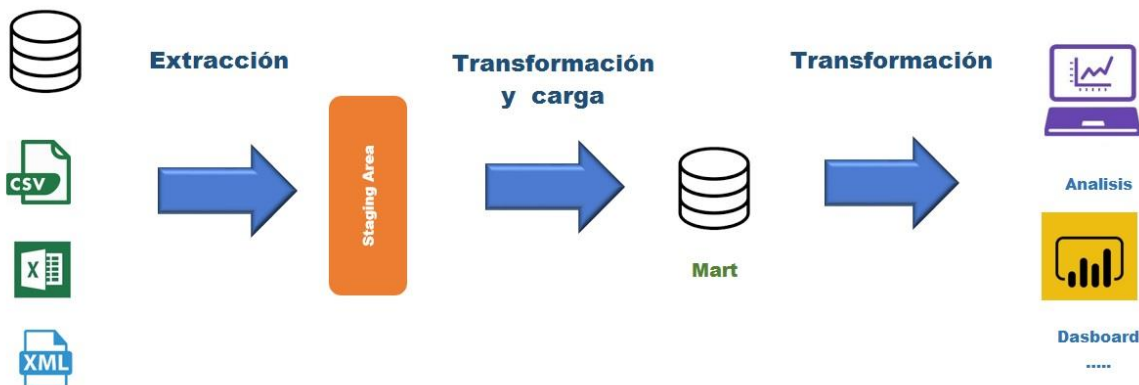 Extracción
Transformación
y carga
Transformación
CSV
X
XML
Staging Area
Mart
Analisis
Dasboard
.....